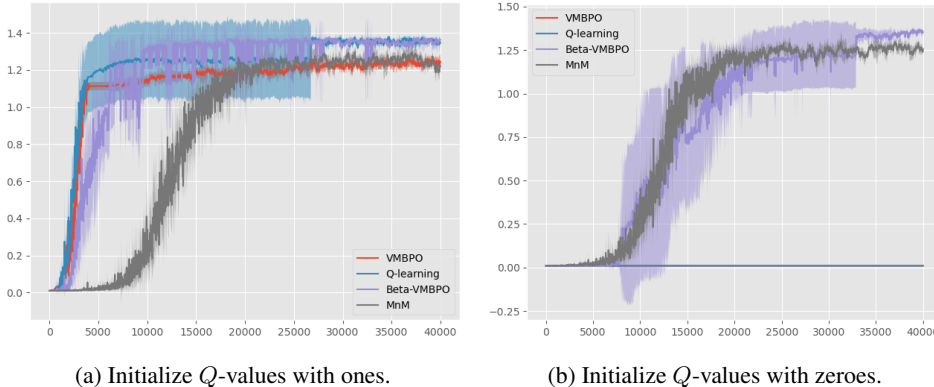 1.4
1.2
1.0
0.8
0.6
0.4
0.2
0.0
VMBPO
Q-learning
Beta-VMBPO
MnM
0 5000 10000 15000 20000 25000 30000 35000 40000
(a) Initialize Q-values with ones.
1.50
1.25
1.00
0.75
0.50
0.25
0.00
−0.25
VMBPO
Q-learning
Beta-VMBPO
MnM
0 5000 10000 15000 20000 25000 30000 35000 40000
(b) Initialize Q-values with zeroes.